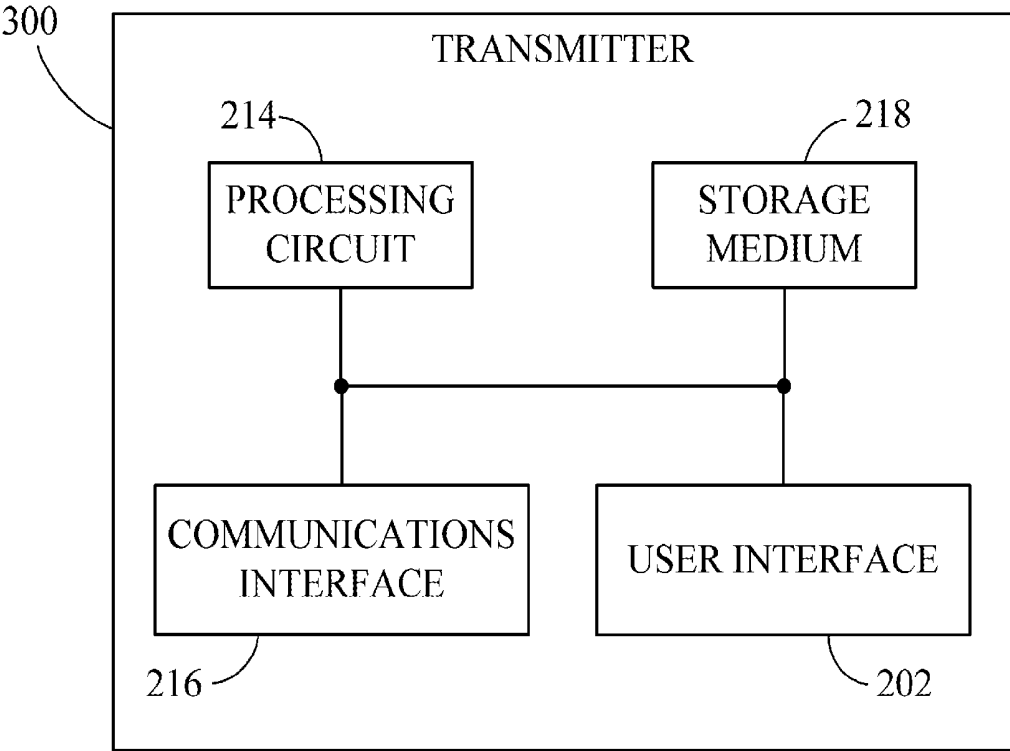 300
TRANSMITTER
214
218
PROCESSING
CIRCUIT
STORAGE
MEDIUM
COMMUNICATIONS
INTERFACE
USER INTERFACE
216
202